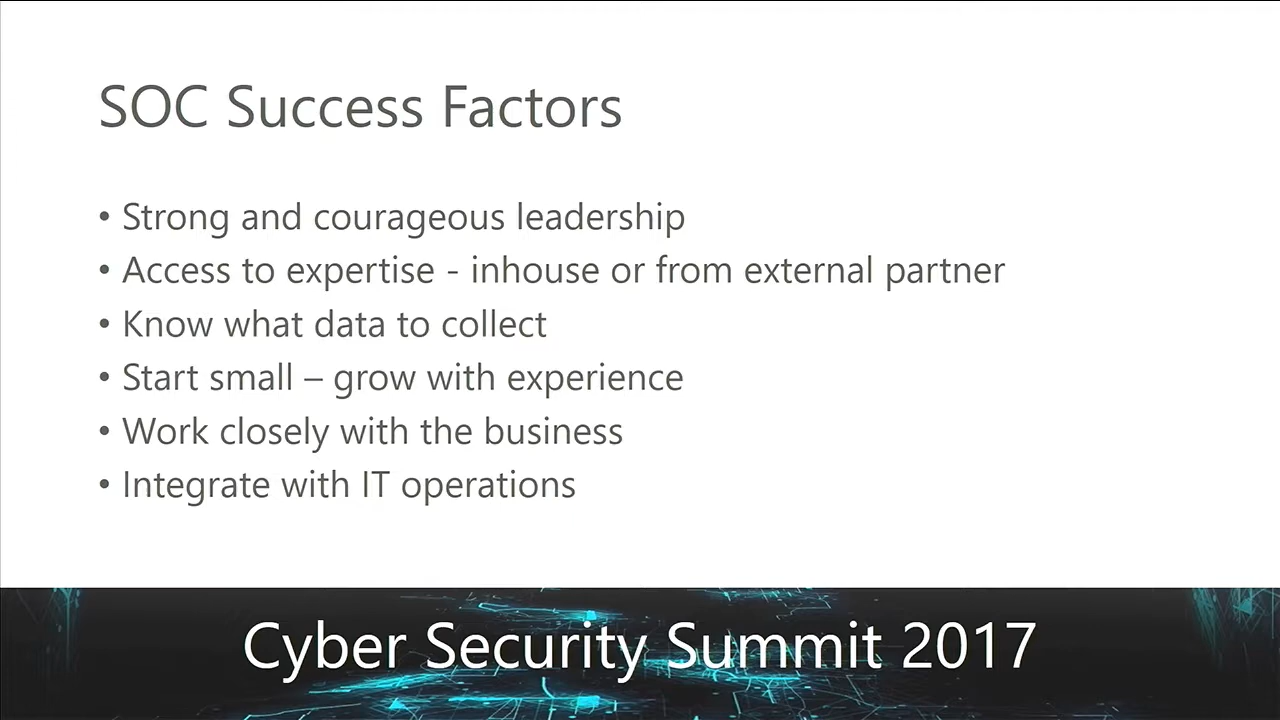 SOC Success Factors
• Strong and courageous leadership
• Access to expertise - inhouse or from external partner
• Know what data to collect
• Start small – grow with experience
• Work closely with the business
• Integrate with IT operations
Cyber Security Summit 2017